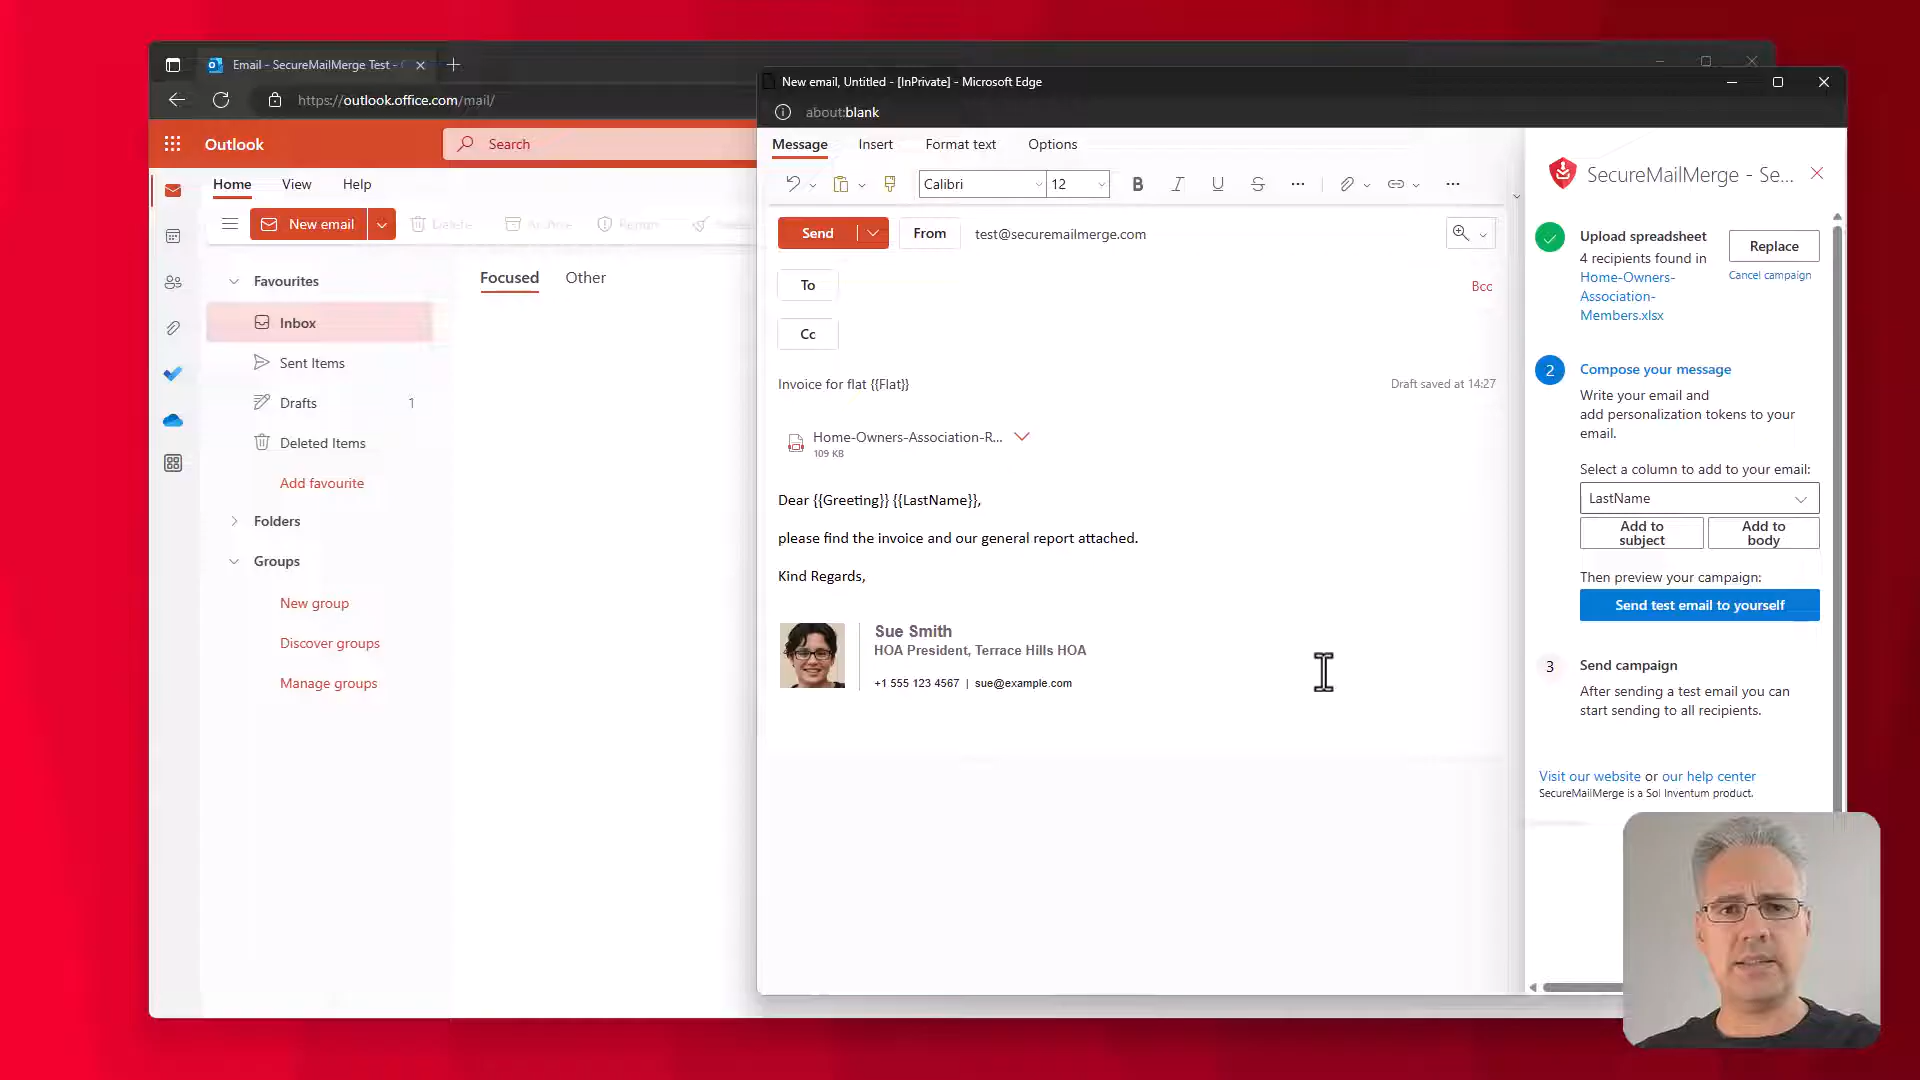 Email - SecureMailMerge Test -
https://outlook.office.com/mail/
Outlook
Search
Home
View
Help
New email
Delete
Archive
Report
Favourites
Inbox
Sent Items
Drafts
1
Deleted Items
Add favourite
Folders
Groups
New group
Discover groups
Manage groups
Focused
Other
New email, Untitled - [InPrivate] - Microsoft Edge
about:blank
Message
Insert
Format text
Options
Calibri
12
B
I
U
S
Send
From
test@securemailmerge.com
To
Bcc
Cc
Invoice for flat {{Flat}}
Draft saved at 14:27
Home-Owners-Association-R...
109 KB
Dear {{Greeting}} {{LastName}},
please find the invoice and our general report attached.
Kind Regards,
Sue Smith
HOA President, Terrace Hills HOA
+1 555 123 4567 | sue@example.com
SecureMailMerge - Se...
Upload spreadsheet
4 recipients found in
Home-Owners-
Association-
Members.xlsx
Replace
Cancel campaign
2
Compose your message
Write your email and
add personalization tokens to your
email.
Select a column to add to your email:
LastName
Add to
subject
Add to
body
Then preview your campaign:
Send test email to yourself
3
Send campaign
After sending a test email you can
start sending to all recipients.
Visit our website or our help center
SecureMailMerge is a Sol Inventum product.